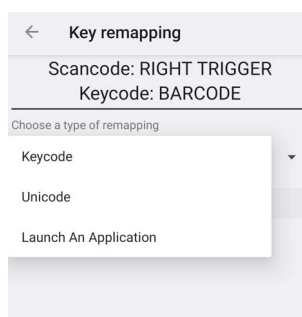 Key remapping
Scancode: RIGHT TRIGGER
Keycode: BARCODE
Choose a type of remapping
Keycode
Unicode
Launch An Application